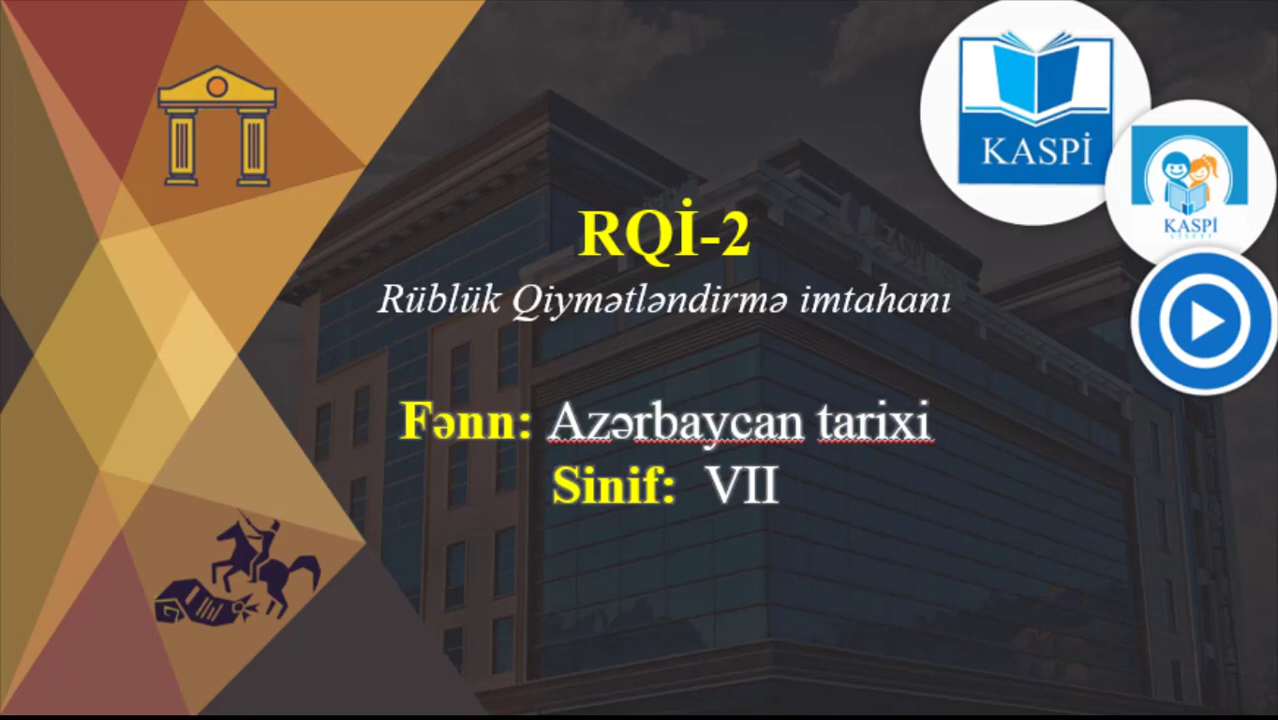 RQİ-2
Rüblük Qiymətləndirmə imtahanı
Fənn: Azərbaycan tarixi
Sinif: VII
KASPİ
KASPİ